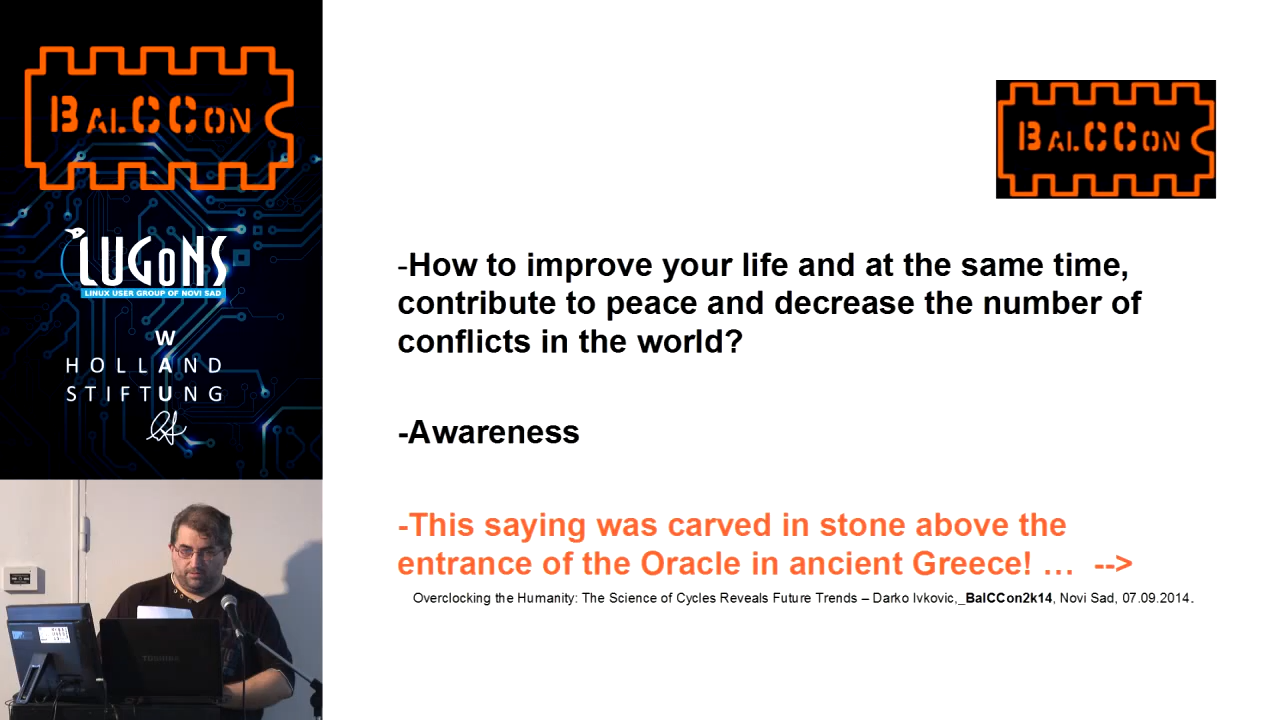 BALCCON
LUGoNS
LINUX USER GROUP OF NOVI SAD
W
HOLLAND
STIFTUNG
BALCCON
-How to improve your life and at the same time,
contribute to peace and decrease the number of
conflicts in the world?
-Awareness
-This saying was carved in stone above the
entrance of the Oracle in ancient Greece! … -->
Overclocking the Humanity: The Science of Cycles Reveals Future Trends – Darko Ivkovic,_BalCCon2k14, Novi Sad, 07.09.2014.
TOSHIBA